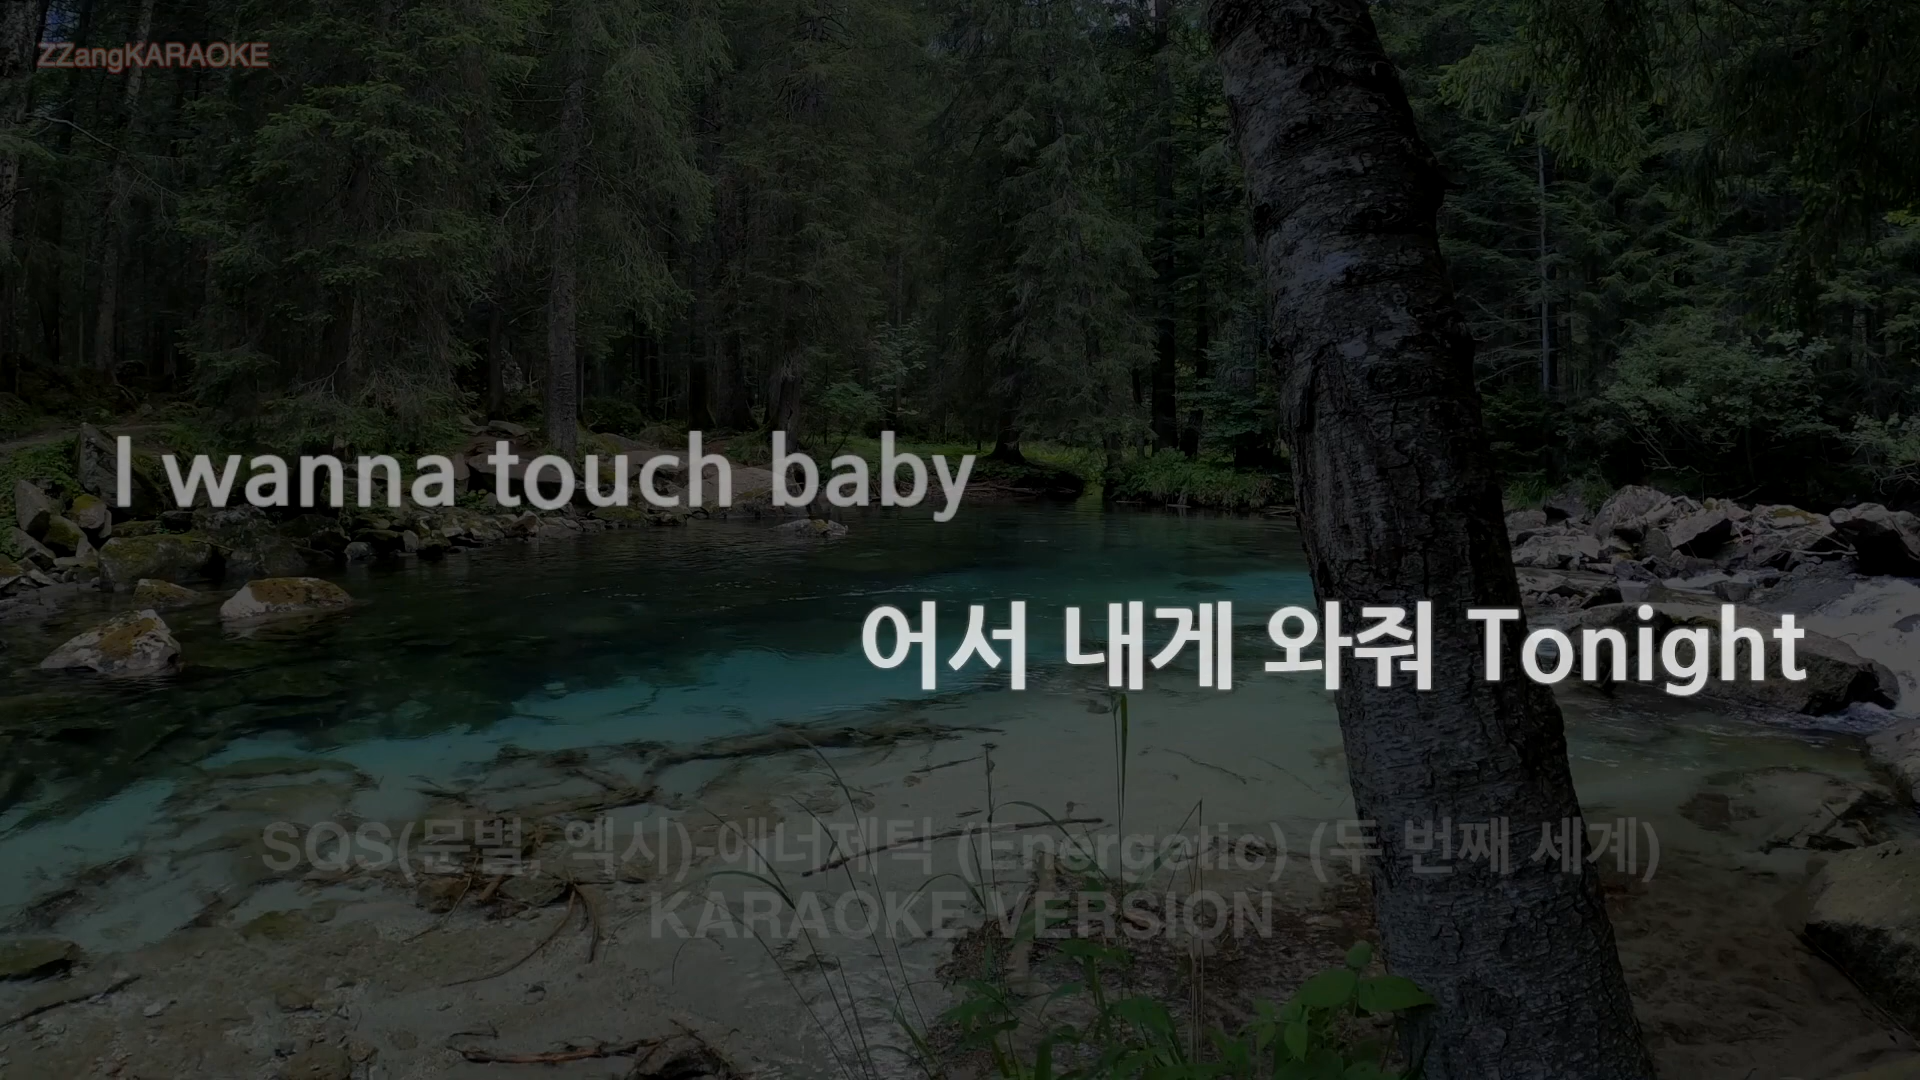 ZZangKARAOKE
I wanna touch baby
어서 내게 와줘 Tonight
SQS(문별, 엑시)-애너제틱 (Energetic) (두 번째 세계)
KARAOKE VERSION